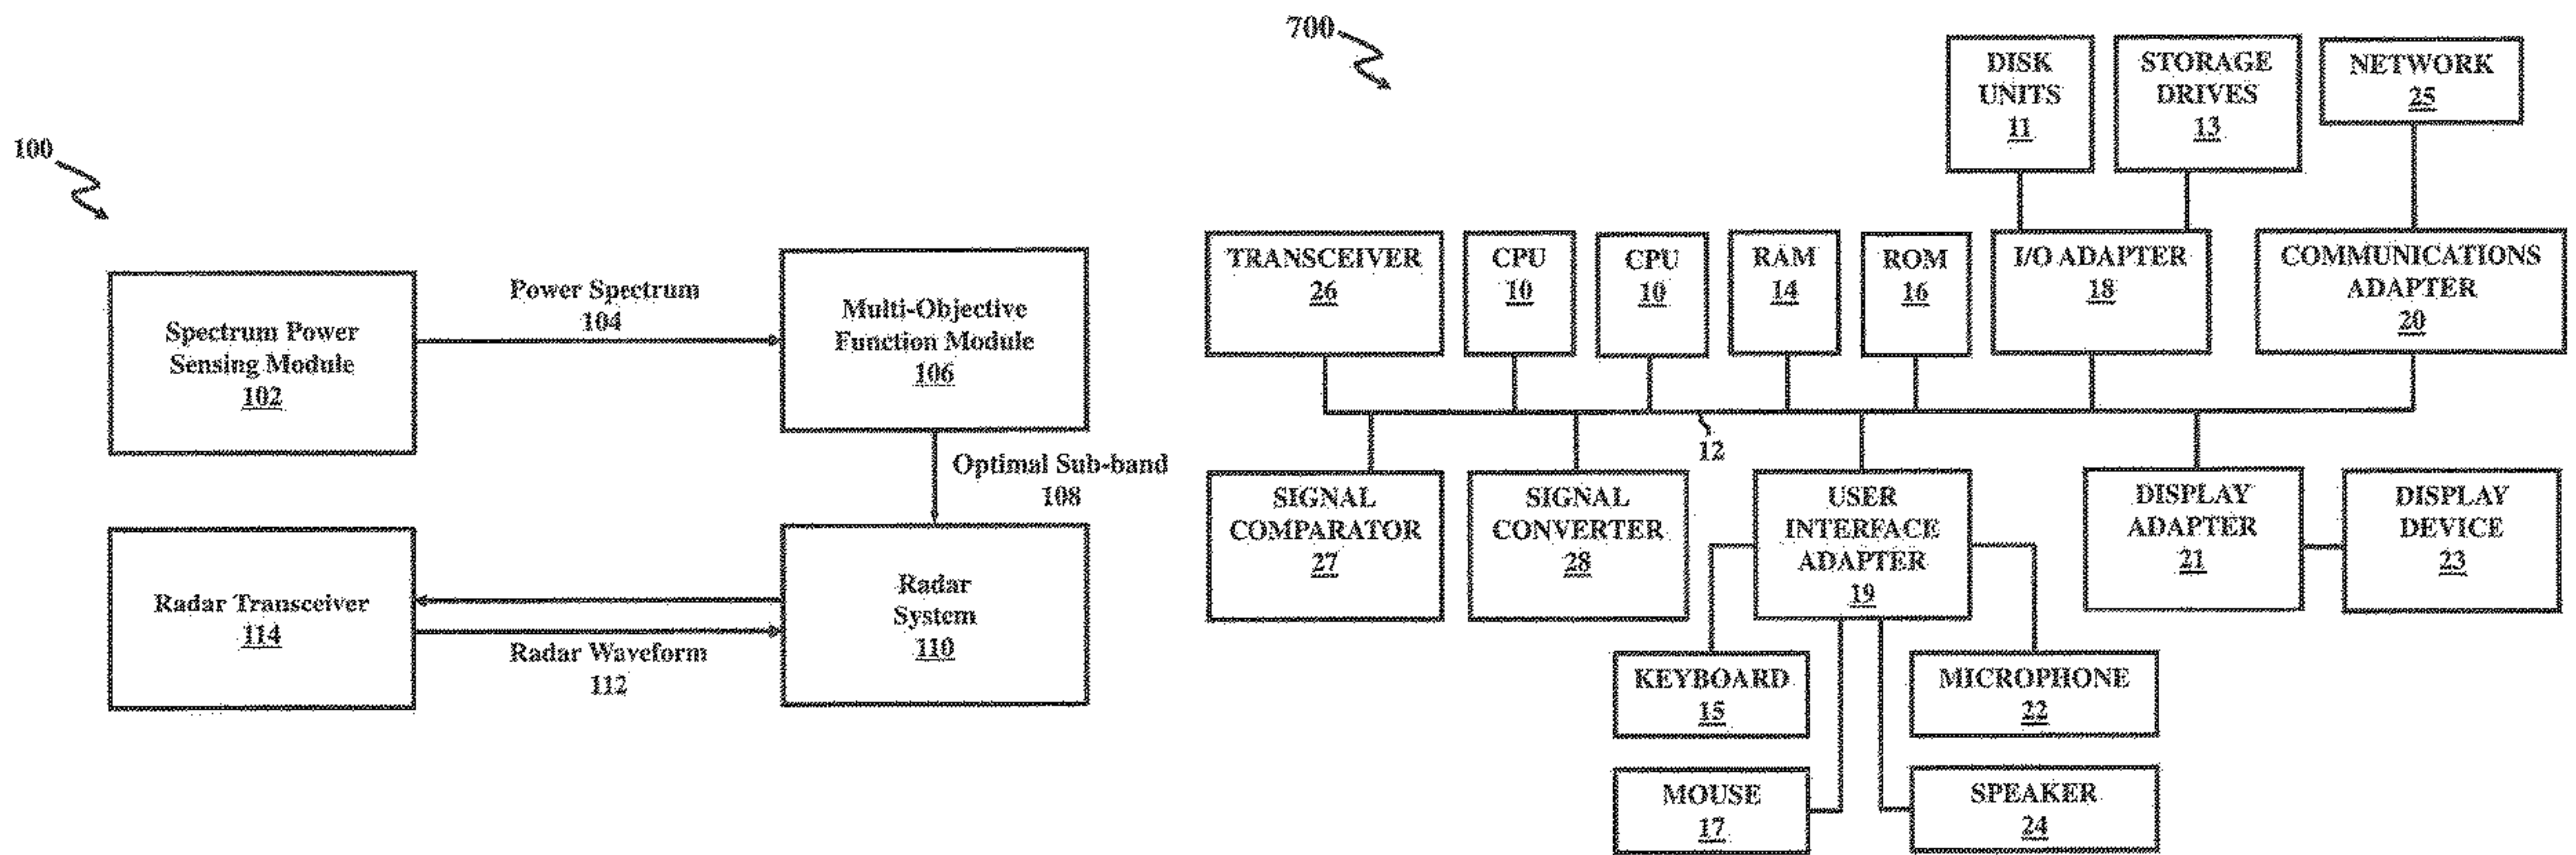 100
Spectrum Power
Sensing Module
102
Power Spectrum
104
Multi-Objective
Function Module
106
Optimal Sub-band
108
Radar Transceiver
114
Radar Waveform
112
Radar
System
110
700
DISK
UNITS
11
STORAGE
DRIVES
13
NETWORK
25
TRANSCEIVER
26
CPU
10
CPU
10
RAM
14
ROM
16
I/O ADAPTER
18
COMMUNICATIONS
ADAPTER
20
12
SIGNAL
COMPARATOR
27
SIGNAL
CONVERTER
28
USER
INTERFACE
ADAPTER
19
DISPLAY
ADAPTER
21
DISPLAY
DEVICE
23
KEYBOARD
15
MICROPHONE
22
MOUSE
17
SPEAKER
24